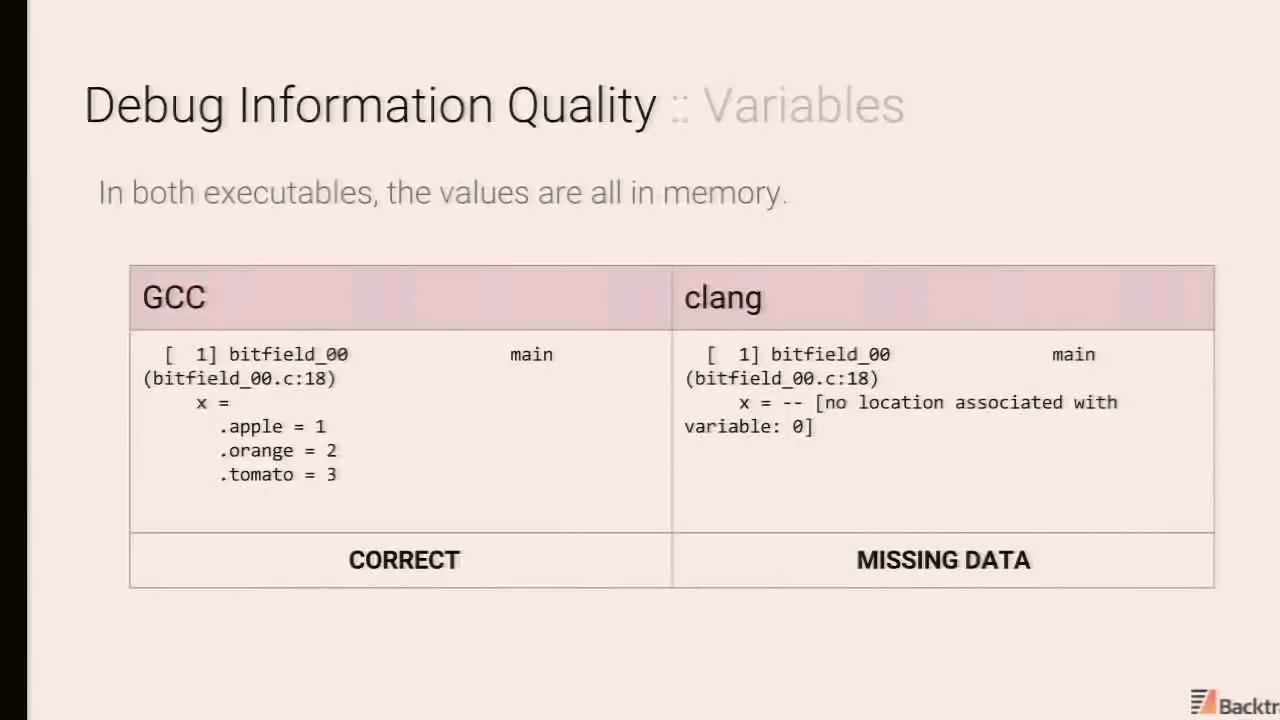 Debug Information Quality :: Variables
In both executables, the values are all in memory.
GCC
clang
[ 1] bitfield_00 main
(bitfield_00.c:18)
x =
.apple = 1
.orange = 2
.tomato = 3
[ 1] bitfield_00 main
(bitfield_00.c:18)
x = -- [no location associated with
variable: 0]
CORRECT
MISSING DATA
Backtr